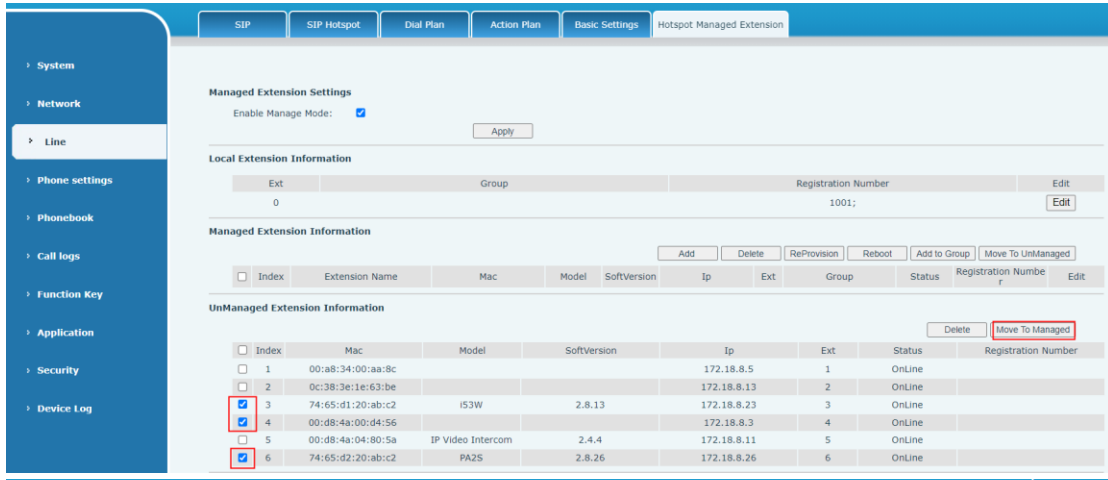 SIP SIP Hotspot Dial Plan Action Plan Basic Settings Hotspot Managed Extension
› System
› Network
› Line
› Phone settings
› Phonebook
› Call logs
› Function Key
› Application
› Security
› Device Log
Managed Extension Settings
Enable Manage Mode:
Apply
Local Extension Information
Ext Group Registration Number Edit
0 1001; Edit
Managed Extension Information
Add Delete ReProvision Reboot Add to Group Move To UnManaged
Index Extension Name Mac Model SoftVersion Ip Ext Group Status Registration Numbe
r Edit
UnManaged Extension Information
Delete Move To Managed
Index Mac Model SoftVersion Ip Ext Status Registration Number
1 00:a8:34:00:aa:8c 172.18.8.5 1 OnLine
2 0c:38:3e:1e:63:be 172.18.8.13 2 OnLine
3 74:65:d1:20:ab:c2 i53W 2.8.13 172.18.8.23 3 OnLine
4 00:d8:4a:00:d4:56 172.18.8.3 4 OnLine
5 00:d8:4a:04:80:5a IP Video Intercom 2.4.4 172.18.8.11 5 OnLine
6 74:65:d2:20:ab:c2 PA2S 2.8.26 172.18.8.26 6 OnLine